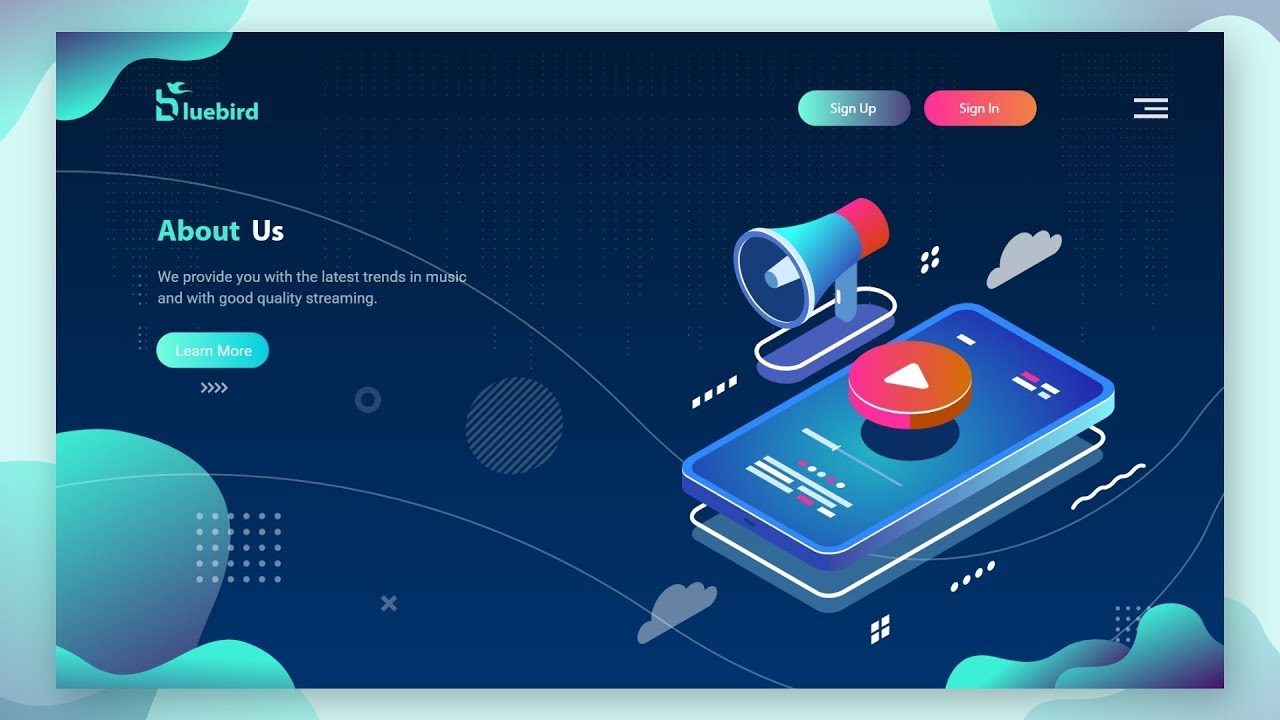 bluebird
Sign Up
Sign In
About Us
We provide you with the latest trends in music
and with good quality streaming.
Learn More